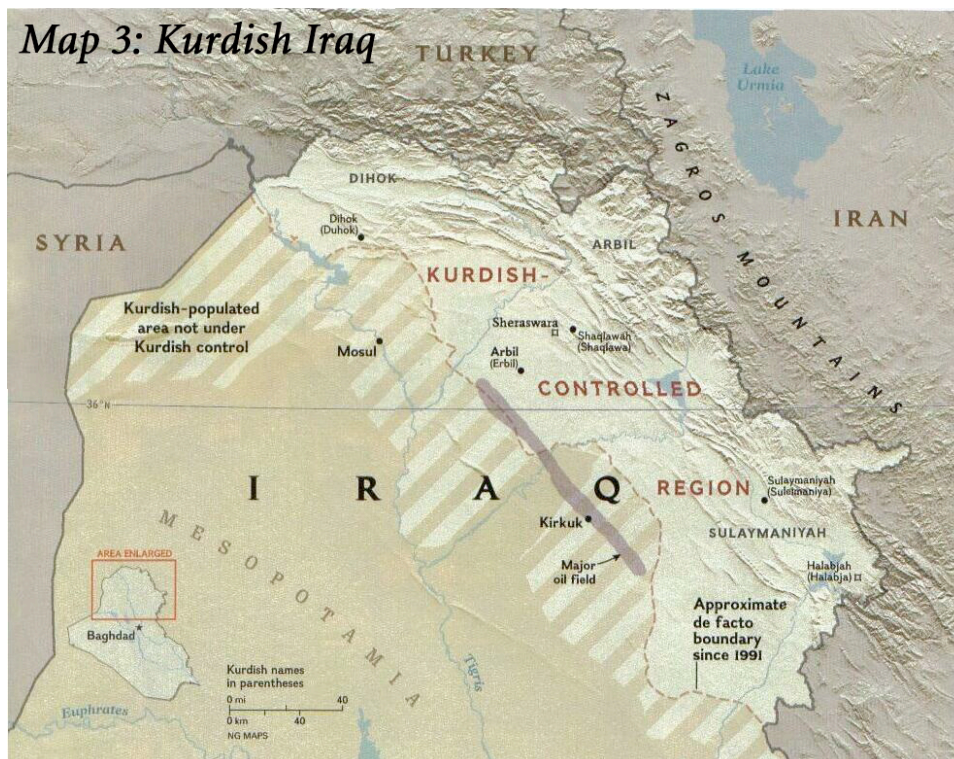 Map 3: Kurdish Iraq
TURKEY
Lake
Urmia
ZAGROS MOUNTAINS
IRAN
SYRIA
DIHOK
Dihok
(Duhok)
ARBIL
KURDISH-
Kurdish-populated
area not under
Kurdish control
Mosul
Sheraswara
Shaqlawah
(Shaqlawa)
Arbil
(Erbil)
CONTROLLED
36°N
IRAQ
REGION
Sulaymaniyah
(Suleimaniya)
Kirkuk
SULAYMANIYAH
MESOPOTAMIA
Major
oil field
Halabjah
(Halabja)
AREA ENLARGED
Baghdad
Approximate
de facto
boundary
since 1991
Tigris
Kurdish names
in parentheses
0 mi 40
0 km 40
NG MAPS
Euphrates